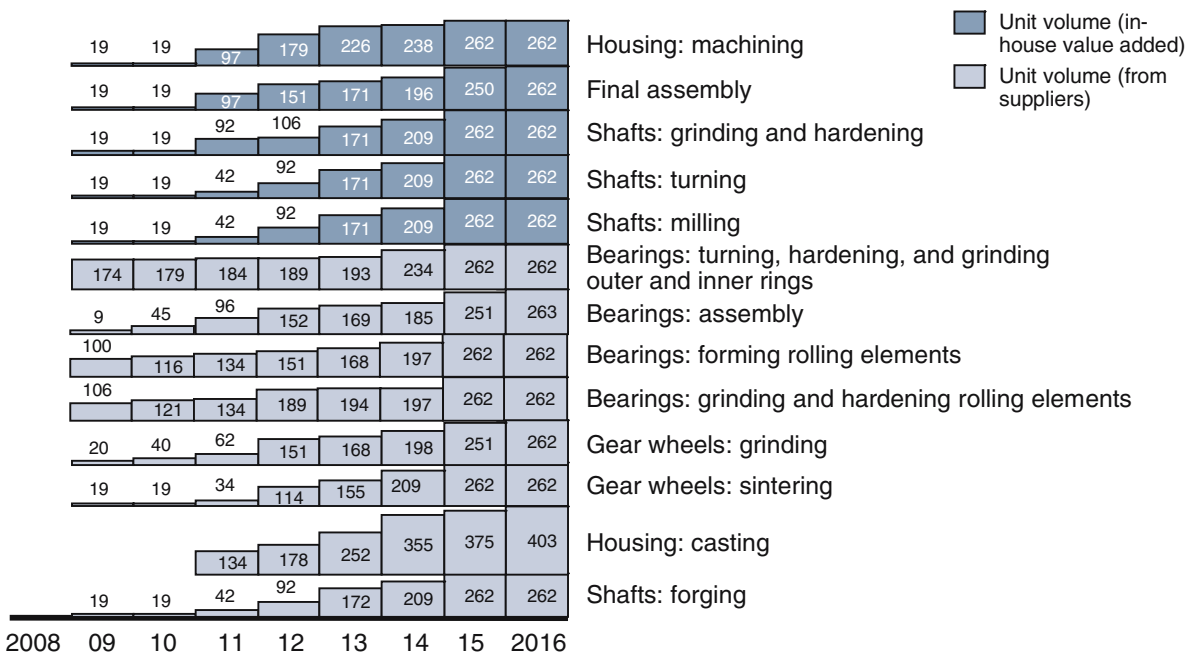 19 19 97 179 226 238 262 262 Housing: machining
Unit volume (in-
house value added)
Unit volume (from
suppliers)
19 19 97 151 171 196 250 262 Final assembly
19 19 92 106 171 209 262 262 Shafts: grinding and hardening
19 19 42 92 171 209 262 262 Shafts: turning
19 19 42 92 171 209 262 262 Shafts: milling
174 179 184 189 193 234 262 262 Bearings: turning, hardening, and grinding
outer and inner rings
9 45 96 152 169 185 251 263 Bearings: assembly
100 116 134 151 168 197 262 262 Bearings: forming rolling elements
106 121 134 189 194 197 262 262 Bearings: grinding and hardening rolling elements
20 40 62 151 168 198 251 262 Gear wheels: grinding
19 19 34 114 155 209 262 262 Gear wheels: sintering
134 178 252 355 375 403 Housing: casting
19 19 42 92 172 209 262 262 Shafts: forging
2008 09 10 11 12 13 14 15 2016